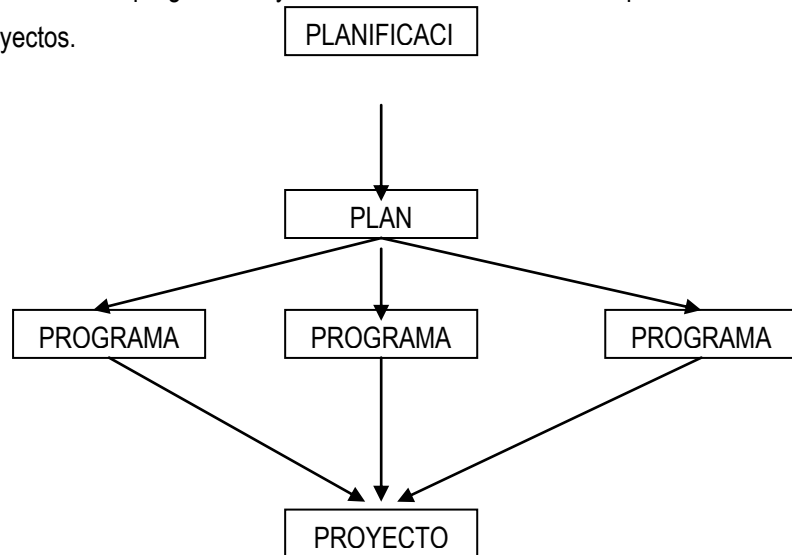 yectos.
PLANIFICACI
PLAN
PROGRAMA PROGRAMA PROGRAMA
PROYECTO